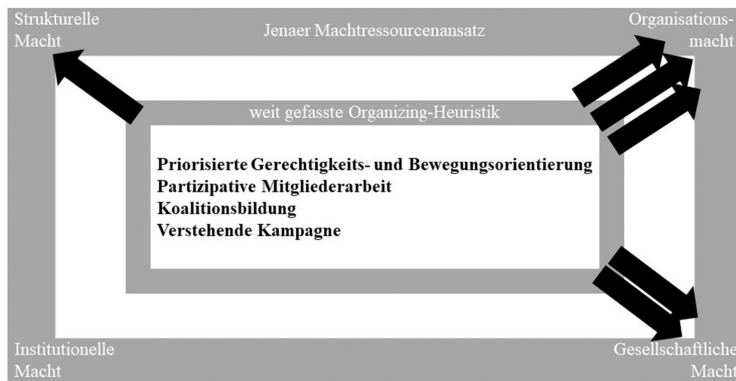 Strukturelle
Macht
Jenaer Machtressourcenansatz
Organisations-
macht
weit gefasste Organizing-Heuristik
Priorisierte Gerechtigkeits- und Bewegungsorientierung
Partizipative Mitgliederarbeit
Koalitionsbildung
Verstehende Kampagne
Institutionelle
Macht
Gesellschaftliche
Macht